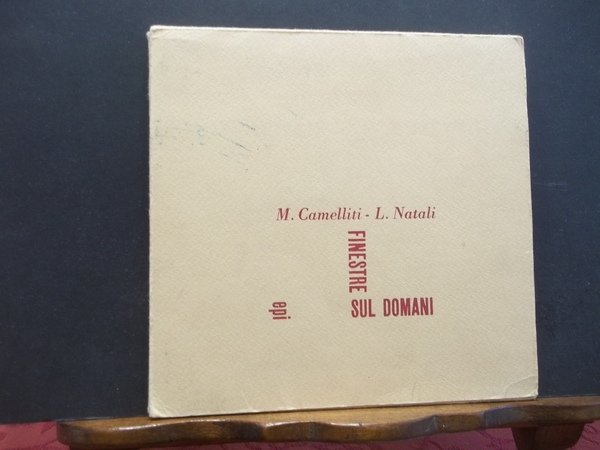 M. Camelliti - L. Natali
FINESTRE
SUL DOMANI
epi